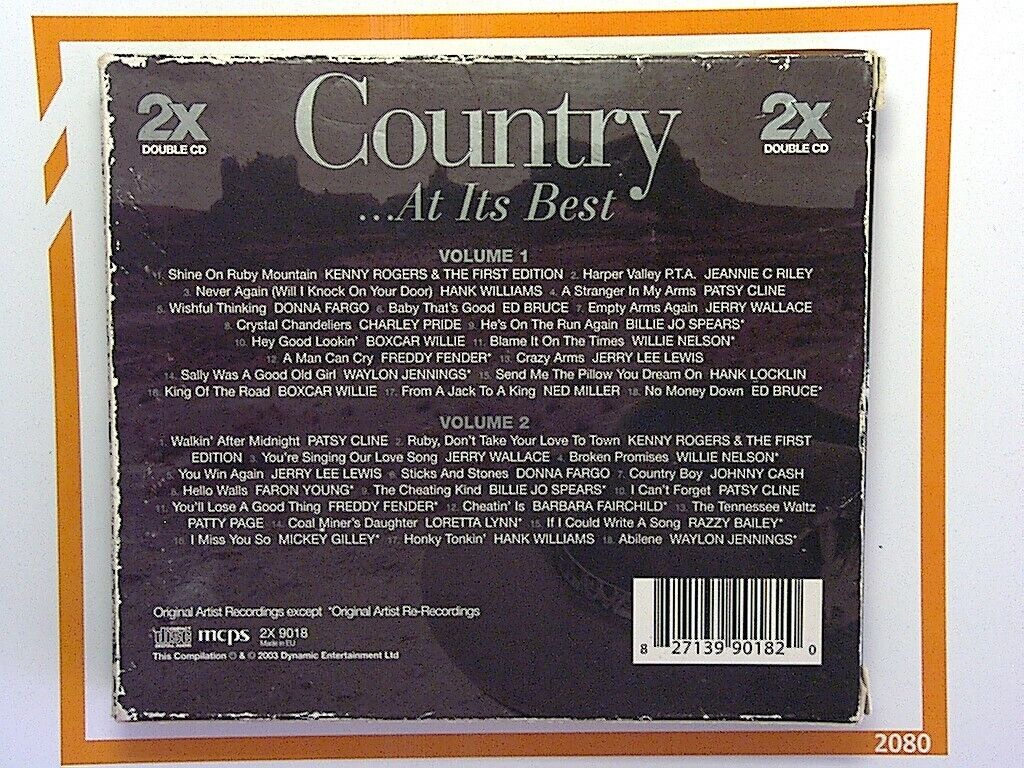 2x
DOUBLE CD
Country
...At Its Best
2x
DOUBLE CD
VOLUME 1
1. Shine On Ruby Mountain KENNY ROGERS & THE FIRST EDITION 2. Harper Valley P.T.A. JEANNIE C RILEY
3. Never Again (Will I Knock On Your Door) HANK WILLIAMS 4. A Stranger In My Arms PATSY CLINE
5. Wishful Thinking DONNA FARGO 6. Baby That's Good ED BRUCE 7. Empty Arms Again JERRY WALLACE
8. Crystal Chandeliers CHARLEY PRIDE 9. He's On The Run Again BILLIE JO SPEARS*
10. Hey Good Lookin' BOXCAR WILLIE 11. Blame It On The Times WILLIE NELSON*
12. A Man Can Cry FREDDY FENDER* 13. Crazy Arms JERRY LEE LEWIS
14. Sally Was A Good Old Girl WAYLON JENNINGS* 15. Send Me The Pillow You Dream On HANK LOCKLIN
16. King Of The Road BOXCAR WILLIE 17. From A Jack To A King NED MILLER 18. No Money Down ED BRUCE*
VOLUME 2
1. Walkin' After Midnight PATSY CLINE 2. Ruby, Don't Take Your Love To Town KENNY ROGERS & THE FIRST
EDITION 3. You're Singing Our Love Song JERRY WALLACE 4. Broken Promises WILLIE NELSON*
5. You Win Again JERRY LEE LEWIS 6. Sticks And Stones DONNA FARGO 7. Country Boy JOHNNY CASH
8. Hello Walls FARON YOUNG* 9. The Cheating Kind BILLIE JO SPEARS* 10. I Can't Forget PATSY CLINE
11. You'll Lose A Good Thing FREDDY FENDER* 12. Cheatin' Is BARBARA FAIRCHILD* 13. The Tennessee Waltz
PATTY PAGE 14. Coal Miner's Daughter LORETTA LYNN* 15. If I Could Write A Song RAZZY BAILEY*
16. I Miss You So MICKEY GILLEY* 17. Honky Tonkin' HANK WILLIAMS 18. Abilene WAYLON JENNINGS*
Original Artist Recordings except *Original Artist Re-Recordings
COMPACT disc DIGITAL AUDIO mcps 2X 9018
Made in EU
This Compilation ℗ & © 2003 Dynamic Entertainment Ltd
8 27139 90182 0
2080